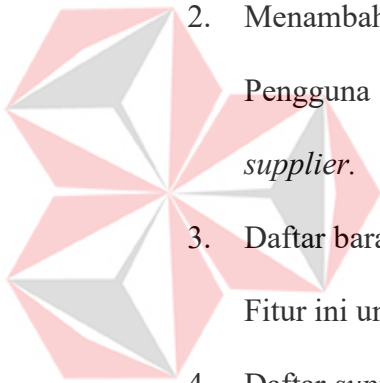 2. Menambah
Pengguna
supplier.
3. Daftar bara
Fitur ini un
4. Daftar sup